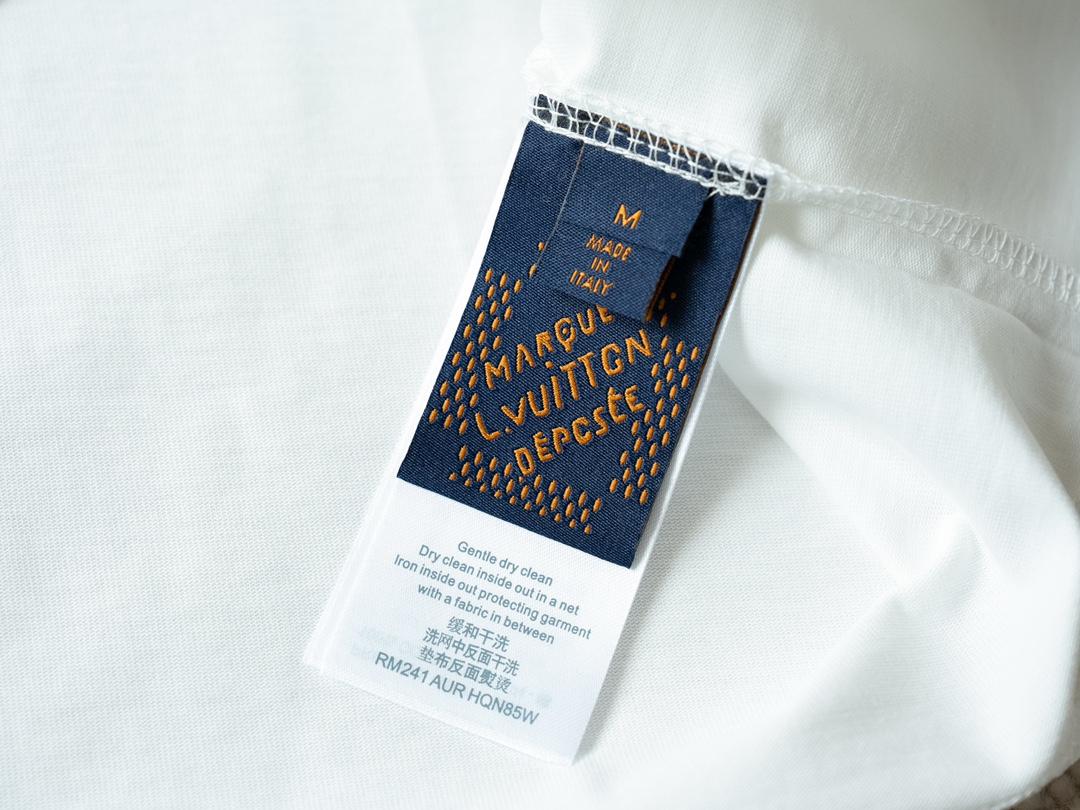 M
MADE
IN
ITALY
MARQUE
L.VUITTON
DÉPOSÉE
Gentle dry clean
Dry clean inside out in a net
Iron inside out protecting garment
with a fabric in between
缓和干洗
洗网中反面干洗
垫布反面熨烫
RM241 AUR HQN85W